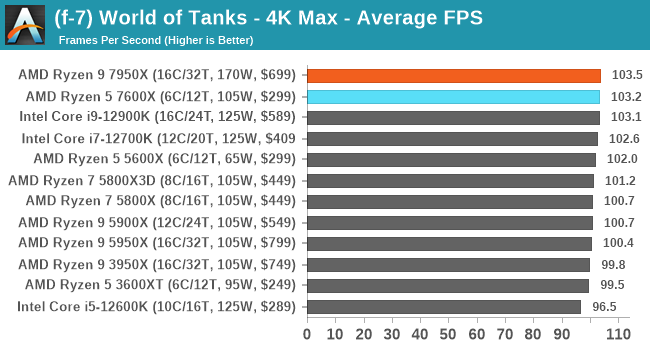 (f-7) World of Tanks - 4K Max - Average FPS
Frames Per Second (Higher is Better)
AMD Ryzen 9 7950X (16C/32T, 170W, $699) 103.5
AMD Ryzen 5 7600X (6C/12T, 105W, $299) 103.2
Intel Core i9-12900K (16C/24T, 125W, $589) 103.1
Intel Core i7-12700K (12C/20T, 125W, $409 102.6
AMD Ryzen 5 5600X (6C/12T, 65W, $299) 102.0
AMD Ryzen 7 5800X3D (8C/16T, 105W, $449) 101.2
AMD Ryzen 7 5800X (8C/16T, 105W, $449) 100.7
AMD Ryzen 9 5900X (12C/24T, 105W, $549) 100.7
AMD Ryzen 9 5950X (16C/32T, 105W, $799) 100.4
AMD Ryzen 9 3950X (16C/32T, 105W, $749) 99.8
AMD Ryzen 5 3600XT (6C/12T, 95W, $249) 99.5
Intel Core i5-12600K (10C/16T, 125W, $289) 96.5
0 10 20 30 40 50 60 70 80 90 100 110